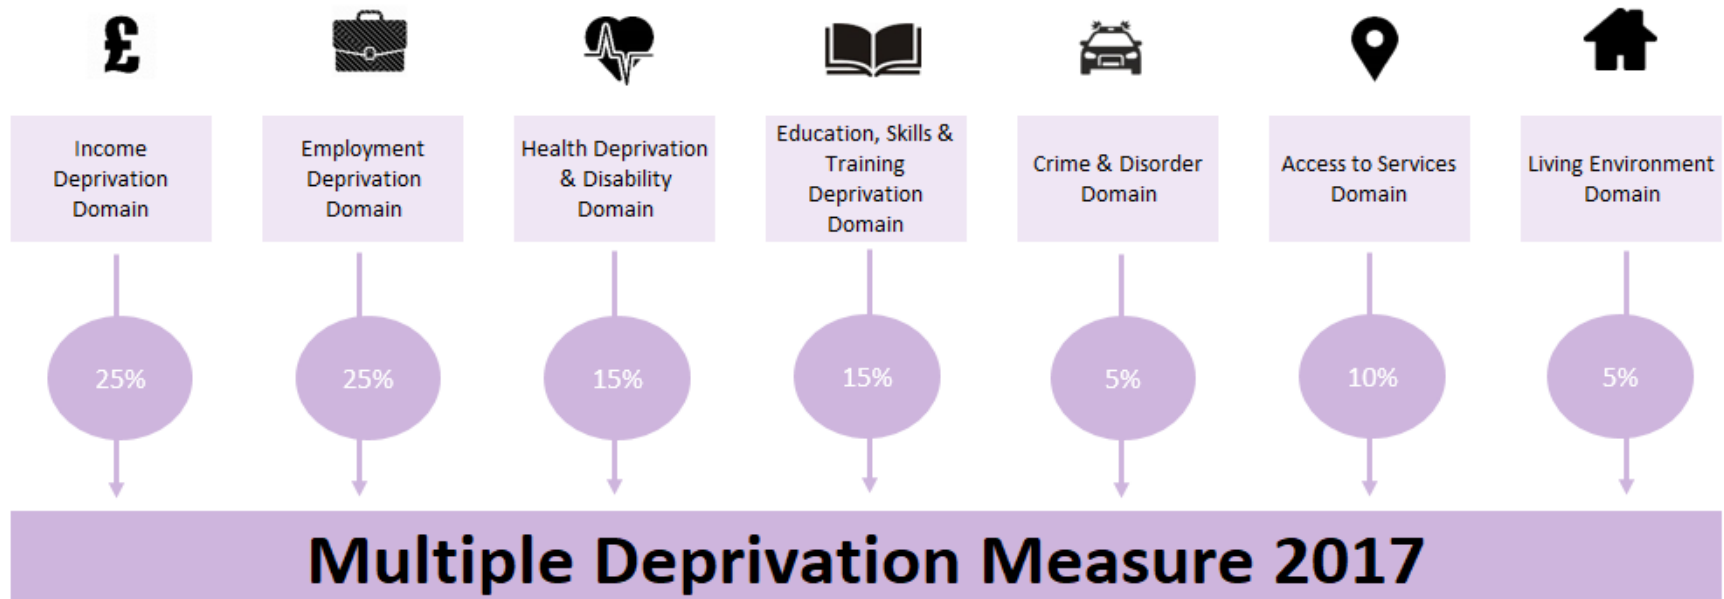 £
Income
Deprivation
Domain
Employment
Deprivation
Domain
Health Deprivation
& Disability
Domain
Education, Skills &
Training
Deprivation
Domain
Crime & Disorder
Domain
Access to Services
Domain
Living Environment
Domain
25%
25%
15%
15%
5%
10%
5%
Multiple Deprivation Measure 2017